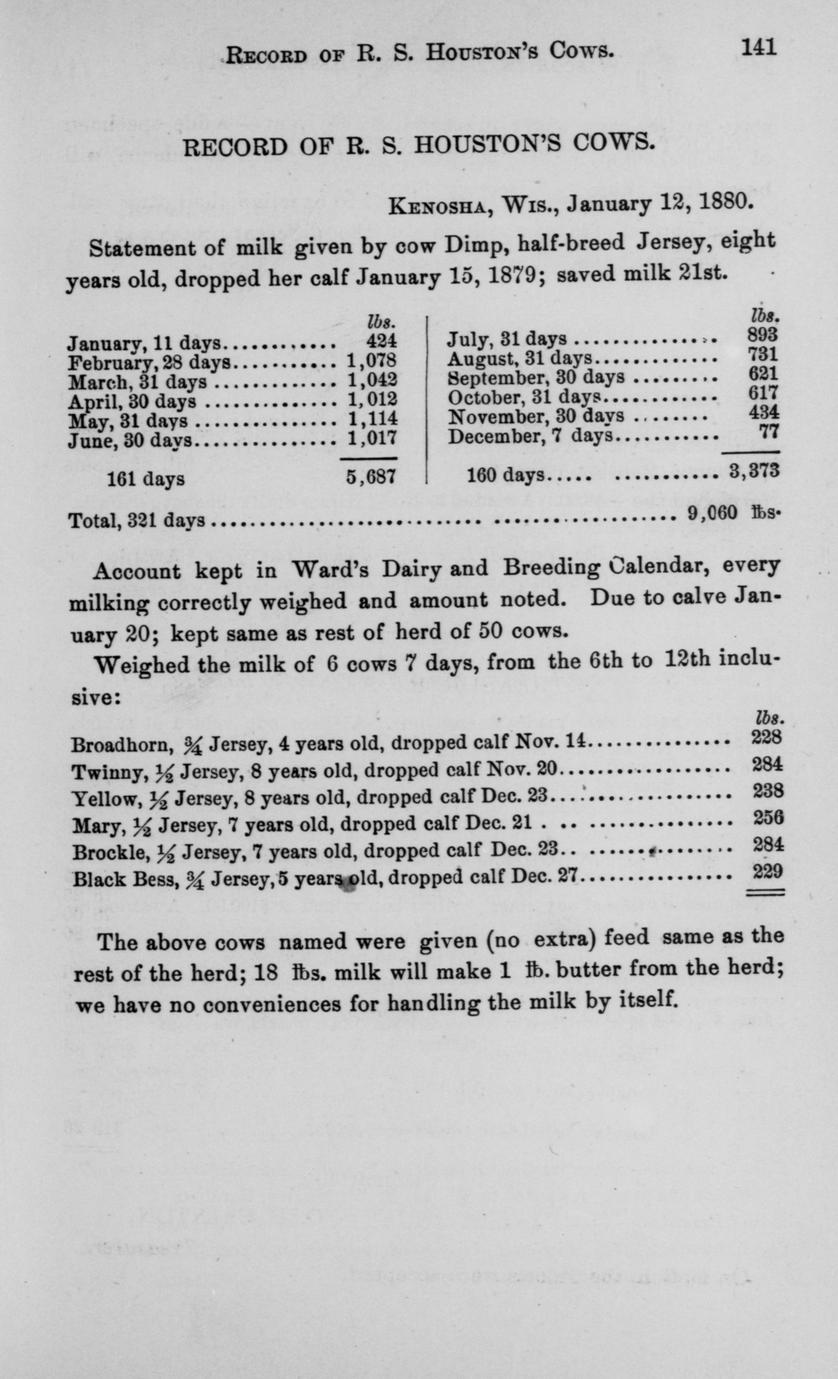 RECORD OF R. S. HOUSTON'S COWS. 141
RECORD OF R. S. HOUSTON'S COWS.
KENOSHA, WIS., January 12, 1880.
Statement of milk given by cow Dimp, half-breed Jersey, eight
years old, dropped her calf January 15, 1879; saved milk 21st.
lbs.
January, 11 days............ 424
February, 28 days........... 1,078
March, 31 days ............. 1,042
April, 30 days .............. 1,012
May, 31 days ............... 1,114
June, 30 days............... 1,017
161 days 5,687
lbs.
July, 31 days ............... 893
August, 31 days............. 731
September, 30 days ......... 621
October, 31 days............ 617
November, 30 days ........ 434
December, 7 days........... 77
160 days..... ........... 3,373
Total, 321 days ................................................ 9,060 ℔s.
Account kept in Ward's Dairy and Breeding Calendar, every
milking correctly weighed and amount noted. Due to calve Jan-
uary 20; kept same as rest of herd of 50 cows.
Weighed the milk of 6 cows 7 days, from the 6th to 12th inclu-
sive:
lbs.
Broadhorn, ¾ Jersey, 4 years old, dropped calf Nov. 14............... 228
Twinny, ½ Jersey, 8 years old, dropped calf Nov. 20.................. 284
Yellow, ½ Jersey, 8 years old, dropped calf Dec. 23................... 238
Mary, ½ Jersey, 7 years old, dropped calf Dec. 21 . .. ............... 256
Brockle, ½ Jersey, 7 years old, dropped calf Dec. 23.. ............... 284
Black Bess, ¾ Jersey, 5 years old, dropped calf Dec. 27................ 229
The above cows named were given (no extra) feed same as the
rest of the herd; 18 ℔s. milk will make 1 ℔. butter from the herd;
we have no conveniences for handling the milk by itself.